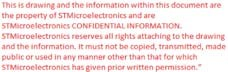 This is drawing and the information within this document are
the property of STMicroelectronics and are
STMicroelectronics CONFIDENTIAL INFORMATION.
STMicroelectronics reserves all rights attaching to the drawing
and the information. It must not be copied, transmitted, made
public or used in any manner other than that for which
STMicroelectronics has given prior written permission.”